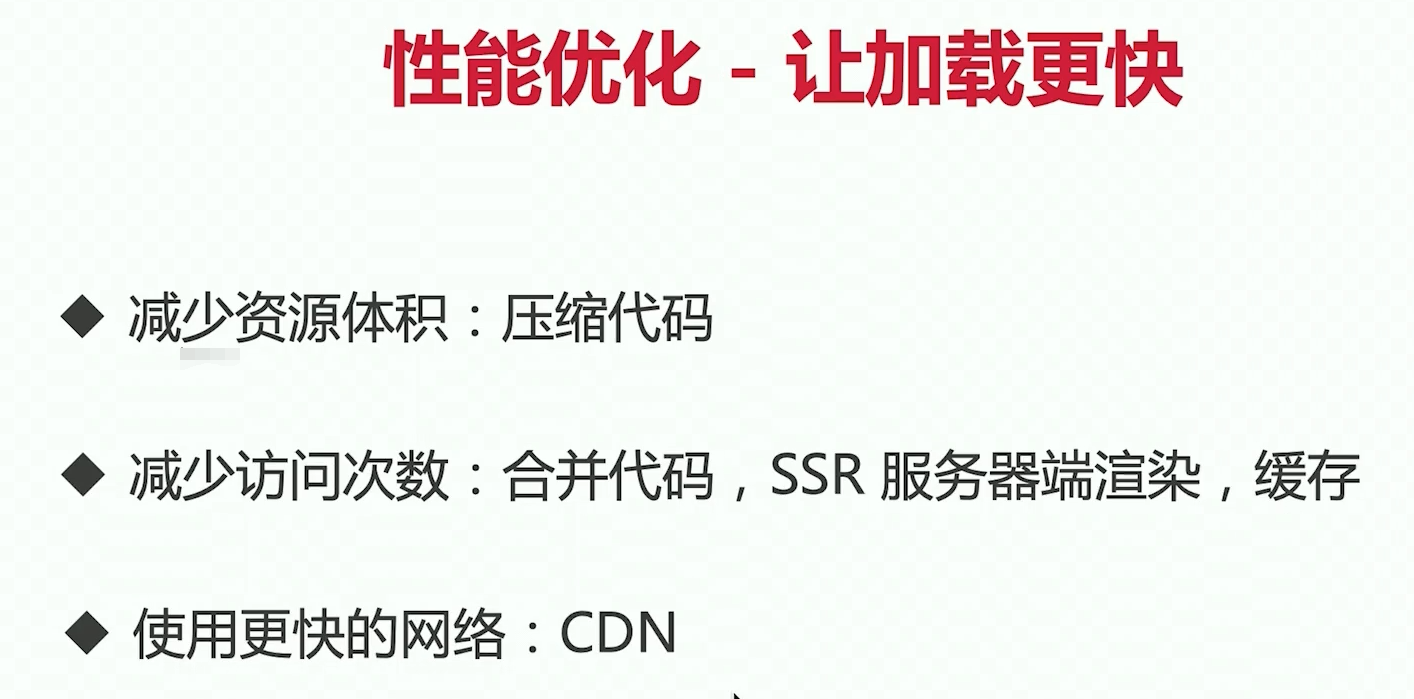 性能优化 - 让加载更快
◆ 减少资源体积：压缩代码
◆ 减少访问次数：合并代码，SSR 服务器端渲染，缓存
◆ 使用更快的网络：CDN